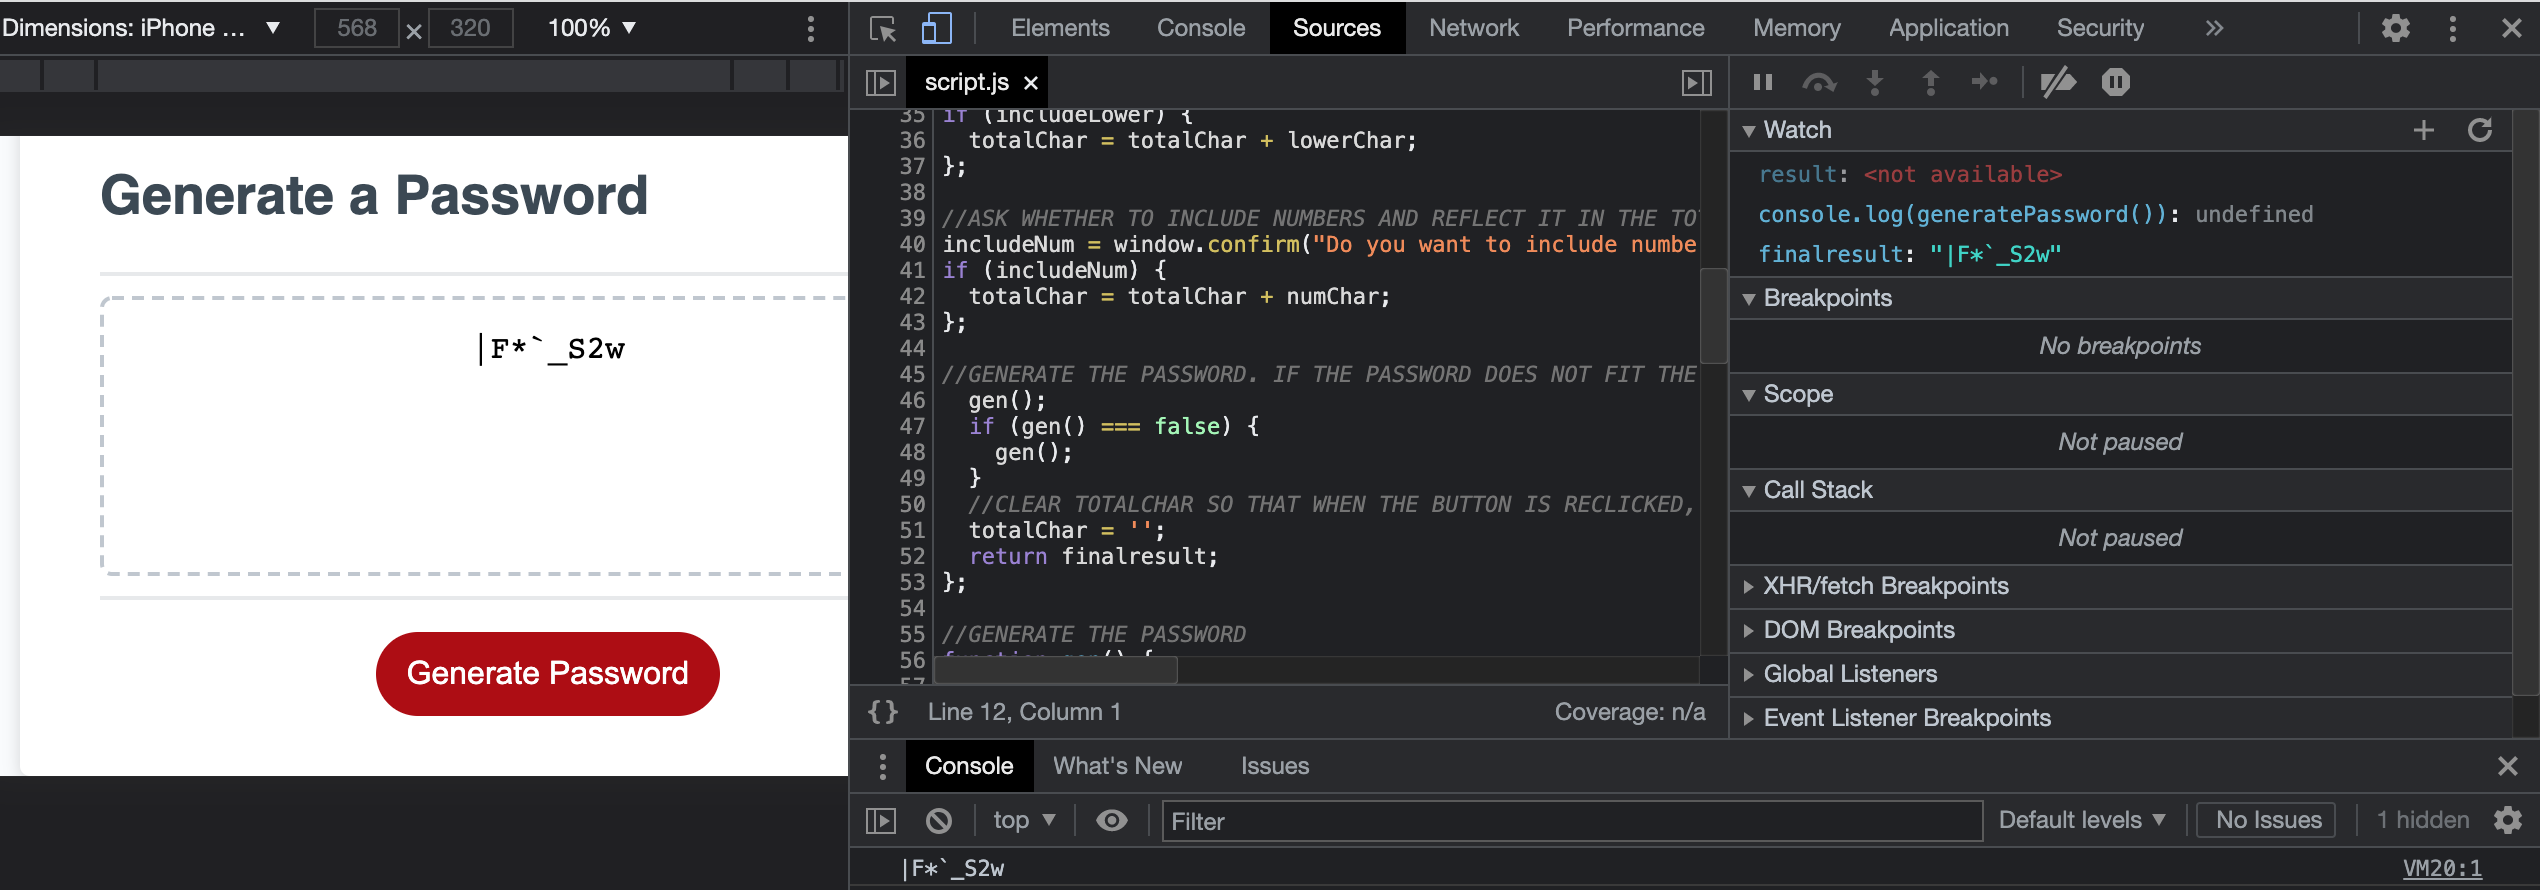 Dimensions: iPhone ... ▼ 568 × 320 100% ▼
Elements Console Sources Network Performance Memory Application Security »
script.js ×
Generate a Password
|F*`_S2w
Generate Password
35 if (includeLower) {
36 totalChar = totalChar + lowerChar;
37 };
38
39 //ASK WHETHER TO INCLUDE NUMBERS AND REFLECT IT IN THE TO
40 includeNum = window.confirm("Do you want to include numbe
41 if (includeNum) {
42 totalChar = totalChar + numChar;
43 };
44
45 //GENERATE THE PASSWORD. IF THE PASSWORD DOES NOT FIT THE
46 gen();
47 if (gen() === false) {
48 gen();
49 }
50 //CLEAR TOTALCHAR SO THAT WHEN THE BUTTON IS RECLICKED,
51 totalChar = '';
52 return finalresult;
53 };
54
55 //GENERATE THE PASSWORD
56 function gen() {
57
{} Line 12, Column 1 Coverage: n/a
Watch
result: <not available>
console.log(generatePassword()): undefined
finalresult: "|F*`_S2w"
Breakpoints
No breakpoints
Scope
Not paused
Call Stack
Not paused
XHR/fetch Breakpoints
DOM Breakpoints
Global Listeners
Event Listener Breakpoints
Console What's New Issues
top ▼ Filter Default levels ▼ No Issues 1 hidden
|F*`_S2w VM20:1